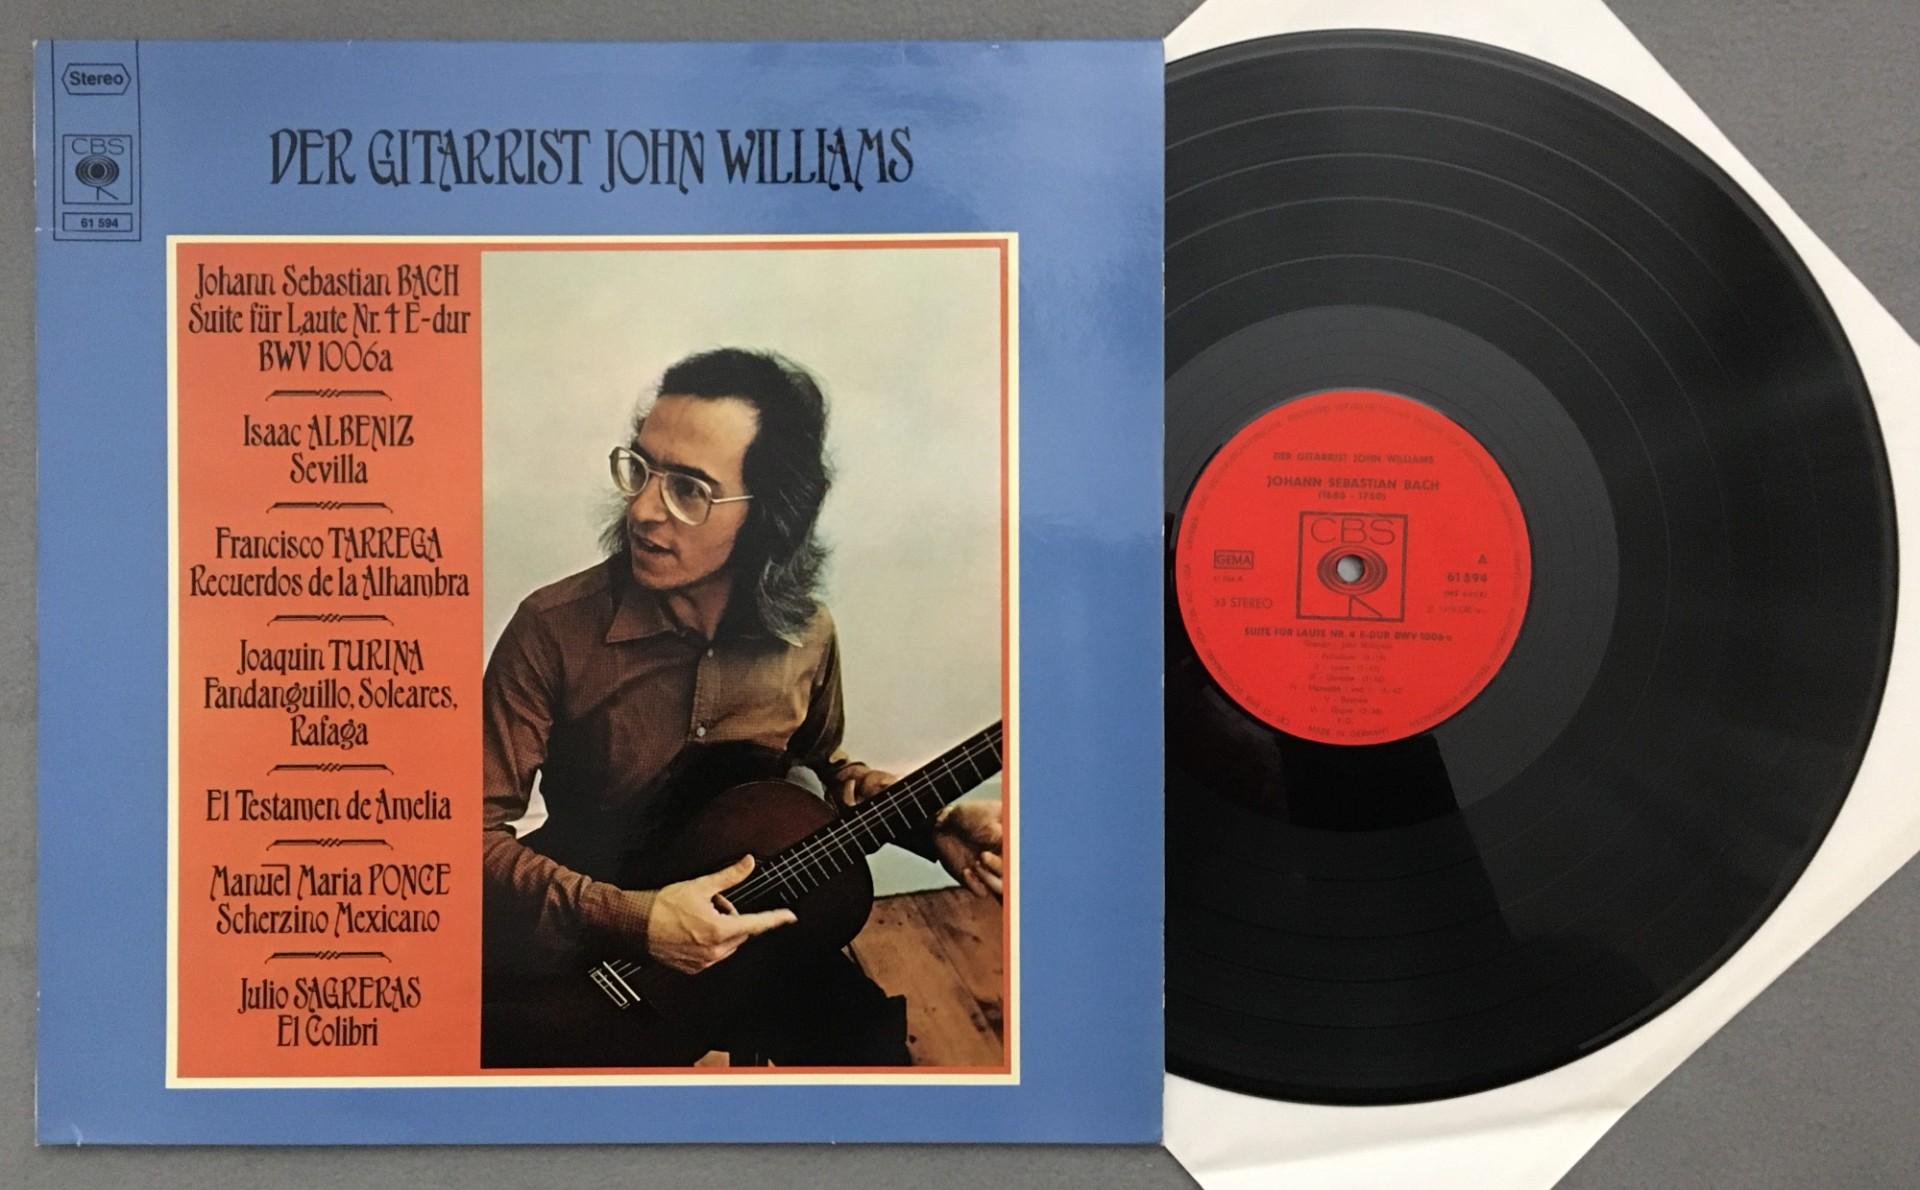 Stereo
CBS
61 594
DER GITARRIST JOHN WILLIAMS
Johann Sebastian BACH
Suite für Laute Nr. 4 E-dur
BWV 1006a
Isaac ALBENIZ
Sevilla
Francisco TARREGA
Recuerdos de la Alhambra
Joaquin TURINA
Fandanguillo, Soleares,
Rafaga
El Testamen de Amelia
Manuel Maria PONCE
Scherzino Mexicano
Julio SAGRERAS
El Colibri
DER GITARRIST JOHN WILLIAMS
JOHANN SEBASTIAN BACH
(1685 - 1750)
CBS
GEMA
A
61 594
33 STEREO
SUITE FÜR LAUTE NR. 4 E-DUR BWV 1006a
MADE IN GERMANY